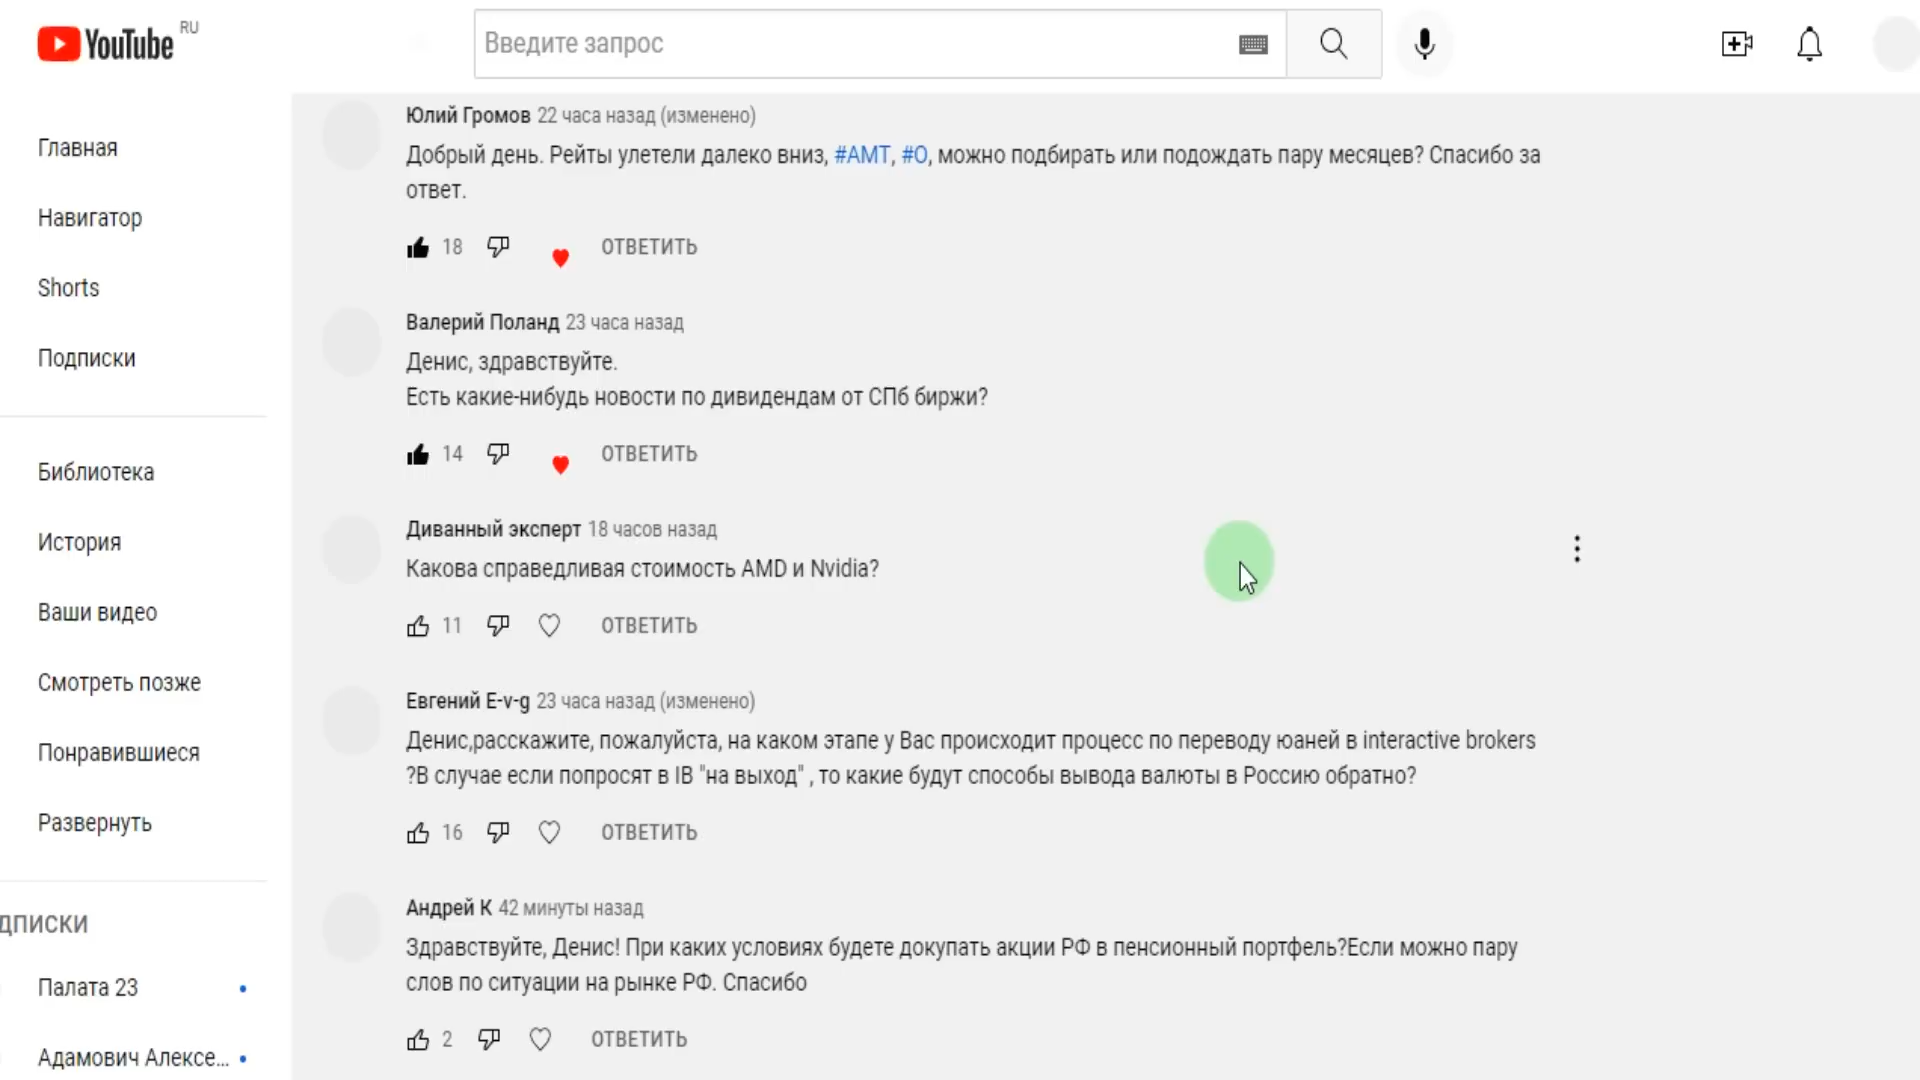 YouTube RU
Введите запрос
Главная
Навигатор
Shorts
Подписки
Библиотека
История
Ваши видео
Смотреть позже
Понравившиеся
Развернуть
дписки
Палата 23
Адамович Алексе...
Юлий Громов 22 часа назад (изменено)
Добрый день. Рейты улетели далеко вниз, #AMT, #O, можно подбирать или подождать пару месяцев? Спасибо за
ответ.
18 ОТВЕТИТЬ
Валерий Поланд 23 часа назад
Денис, здравствуйте.
Есть какие-нибудь новости по дивидендам от СПб биржи?
14 ОТВЕТИТЬ
Диванный эксперт 18 часов назад
Какова справедливая стоимость AMD и Nvidia?
11 ОТВЕТИТЬ
Евгений E-v-g 23 часа назад (изменено)
Денис,расскажите, пожалуйста, на каком этапе у Вас происходит процесс по переводу юаней в interactive brokers
?В случае если попросят в IB "на выход" , то какие будут способы вывода валюты в Россию обратно?
16 ОТВЕТИТЬ
Андрей К 42 минуты назад
Здравствуйте, Денис! При каких условиях будете докупать акции РФ в пенсионный портфель?Если можно пару
слов по ситуации на рынке РФ. Спасибо
2 ОТВЕТИТЬ